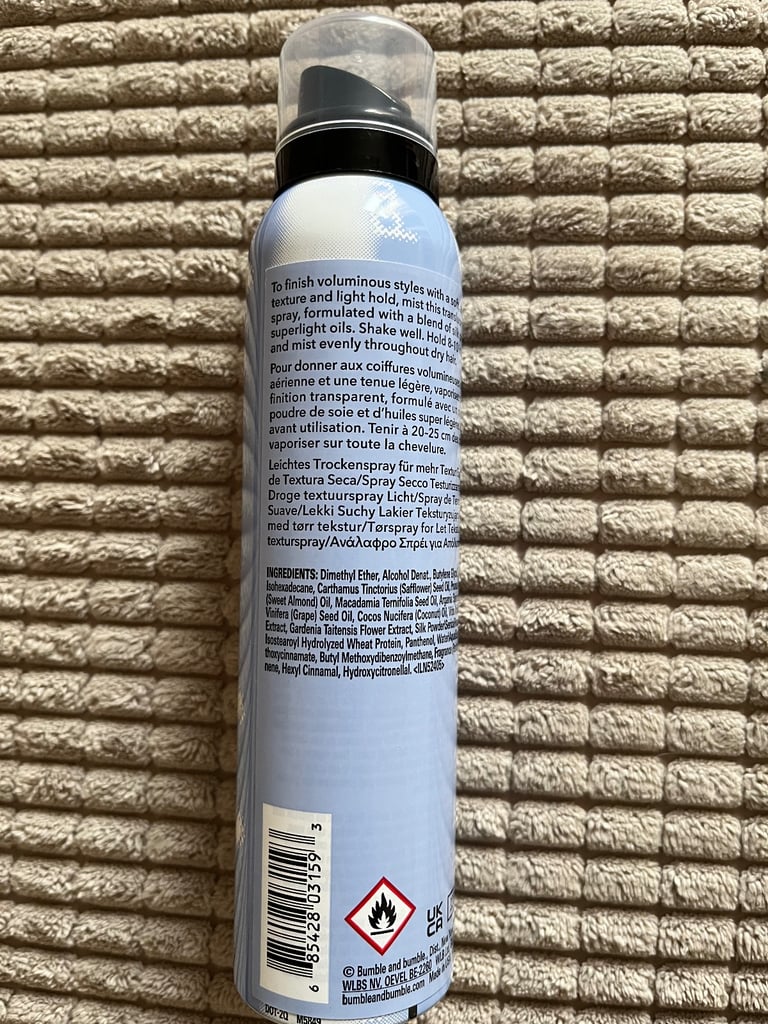 To finish voluminous styles with a
texture and light hold, mist this
spray, formulated with a blend of
superlight oils. Shake well. Hold
and mist evenly throughout dry
Pour donner aux coiffures
aérienne et une tenue légère,
finition transparent, formulé avec
poudre de soie et d'huiles super
avant utilisation. Tenir à 20-25 cm
vaporiser sur toute la chevelure.
Leichtes Trockenspray für mehr
de Textura Seca/Spray Secco
Droge textuurspray Licht/Spray de
Suave/Lekki Suchy Lakier
med tørr tekstur/Tørspray for Let
texturspray/Ανάλαφρο Σπρέι για
INGREDIENTS: Dimethyl Ether, Alcohol Denat., Butylene
Isohexadecane, Carthamus Tinctorius (Safflower) Seed Oil,
(Sweet Almond) Oil, Macadamia Ternifolia Seed Oil,
Vinifera (Grape) Seed Oil, Cocos Nucifera (Coconut) Oil,
Extract, Gardenia Taitensis Flower Extract, Silk
Isostearoyl Hydrolyzed Wheat Protein, Panthenol,
thoxycinnamate, Butyl Methoxydibenzoylmethane,
nene, Hexyl Cinnamal, Hydroxycitronellal. <ILN52405>
6 85428 03159 3
UK
CA
© Bumble and bumble., Dist.,
WLBS NV. OEVEL BE-2260
bumbleandbumble.com Made in
DOT-2Q M5849